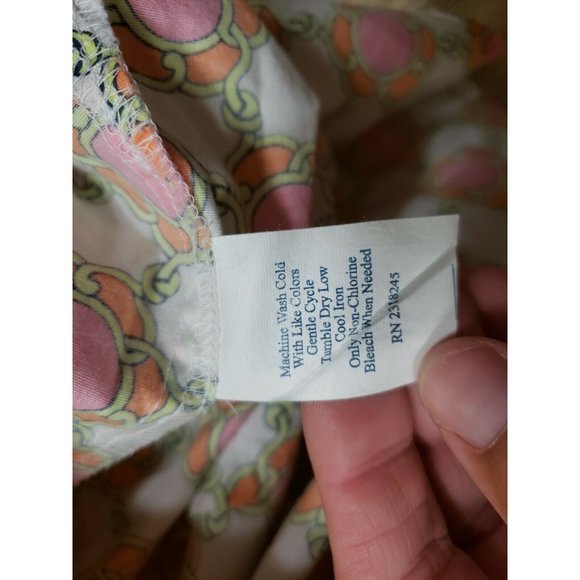 Machine Wash Cold
With Like Colors
Gentle Cycle
Tumble Dry Low
Cool Iron
Only Non-Chlorine
Bleach When Needed
RN 2318245